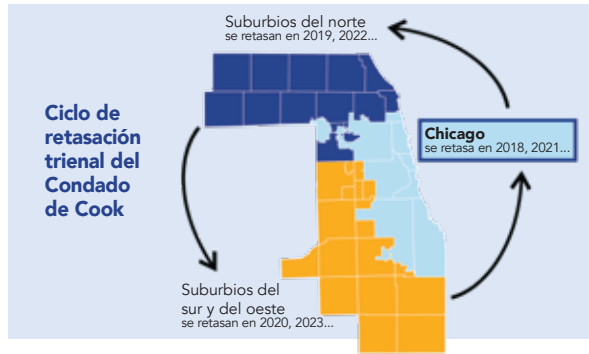 Suburbios del norte
se retasan en 2019, 2022...
Ciclo de
retasación
trienal del
Condado
de Cook
Chicago
se retasa en 2018, 2021...
Suburbios del
sur y del oeste
se retasan en 2020, 2023...